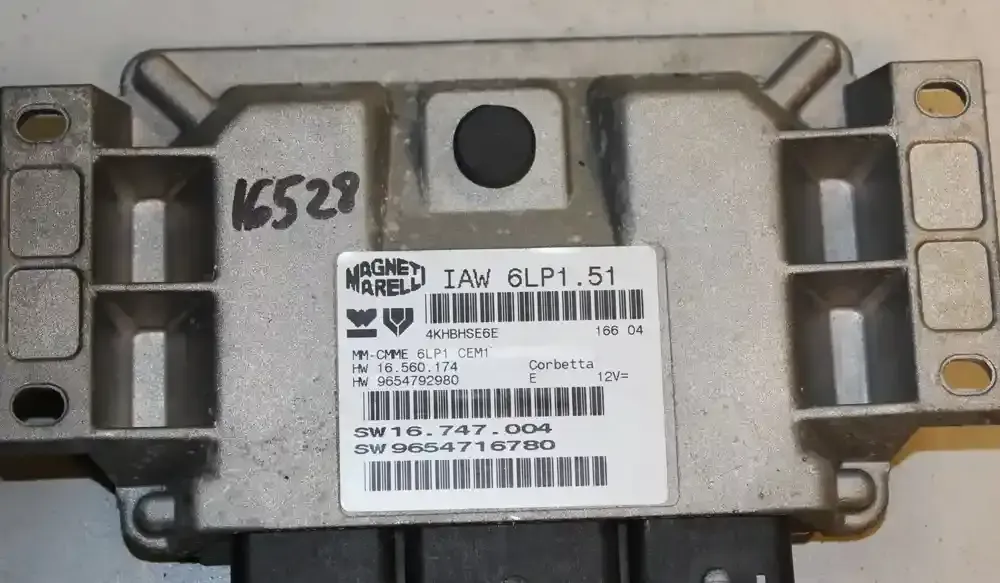 16528
MAGNETI MARELLI
IAW 6LP1.51
4KHBHSE6E 166 04
MM-CMME 6LP1 CEM1
HW 16.560.174 Corbetta
HW 9654792980 E 12V=
SW 16.747.004
SW 9654716780